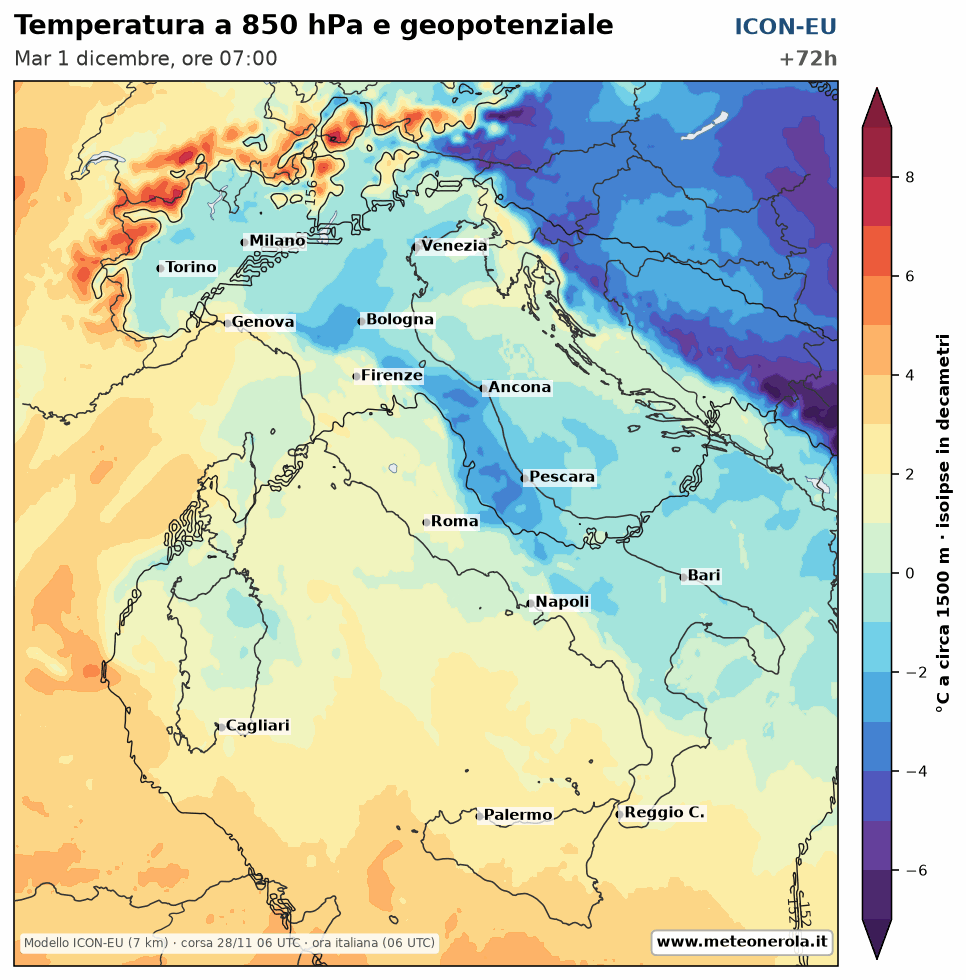 Temperatura a 850 hPa e geopotenziale
ICON-EU
Mar 1 dicembre, ore 07:00
+72h
156
Milano
Venezia
Torino
Genova
Bologna
Firenze
Ancona
Pescara
Roma
Bari
Napoli
Cagliari
Palermo
Reggio C.
152
152
8
6
4
2
0
−2
−4
−6
°C a circa 1500 m · isoipse in decametri
Modello ICON-EU (7 km) · corsa 28/11 06 UTC · ora italiana (06 UTC)
www.meteonerola.it